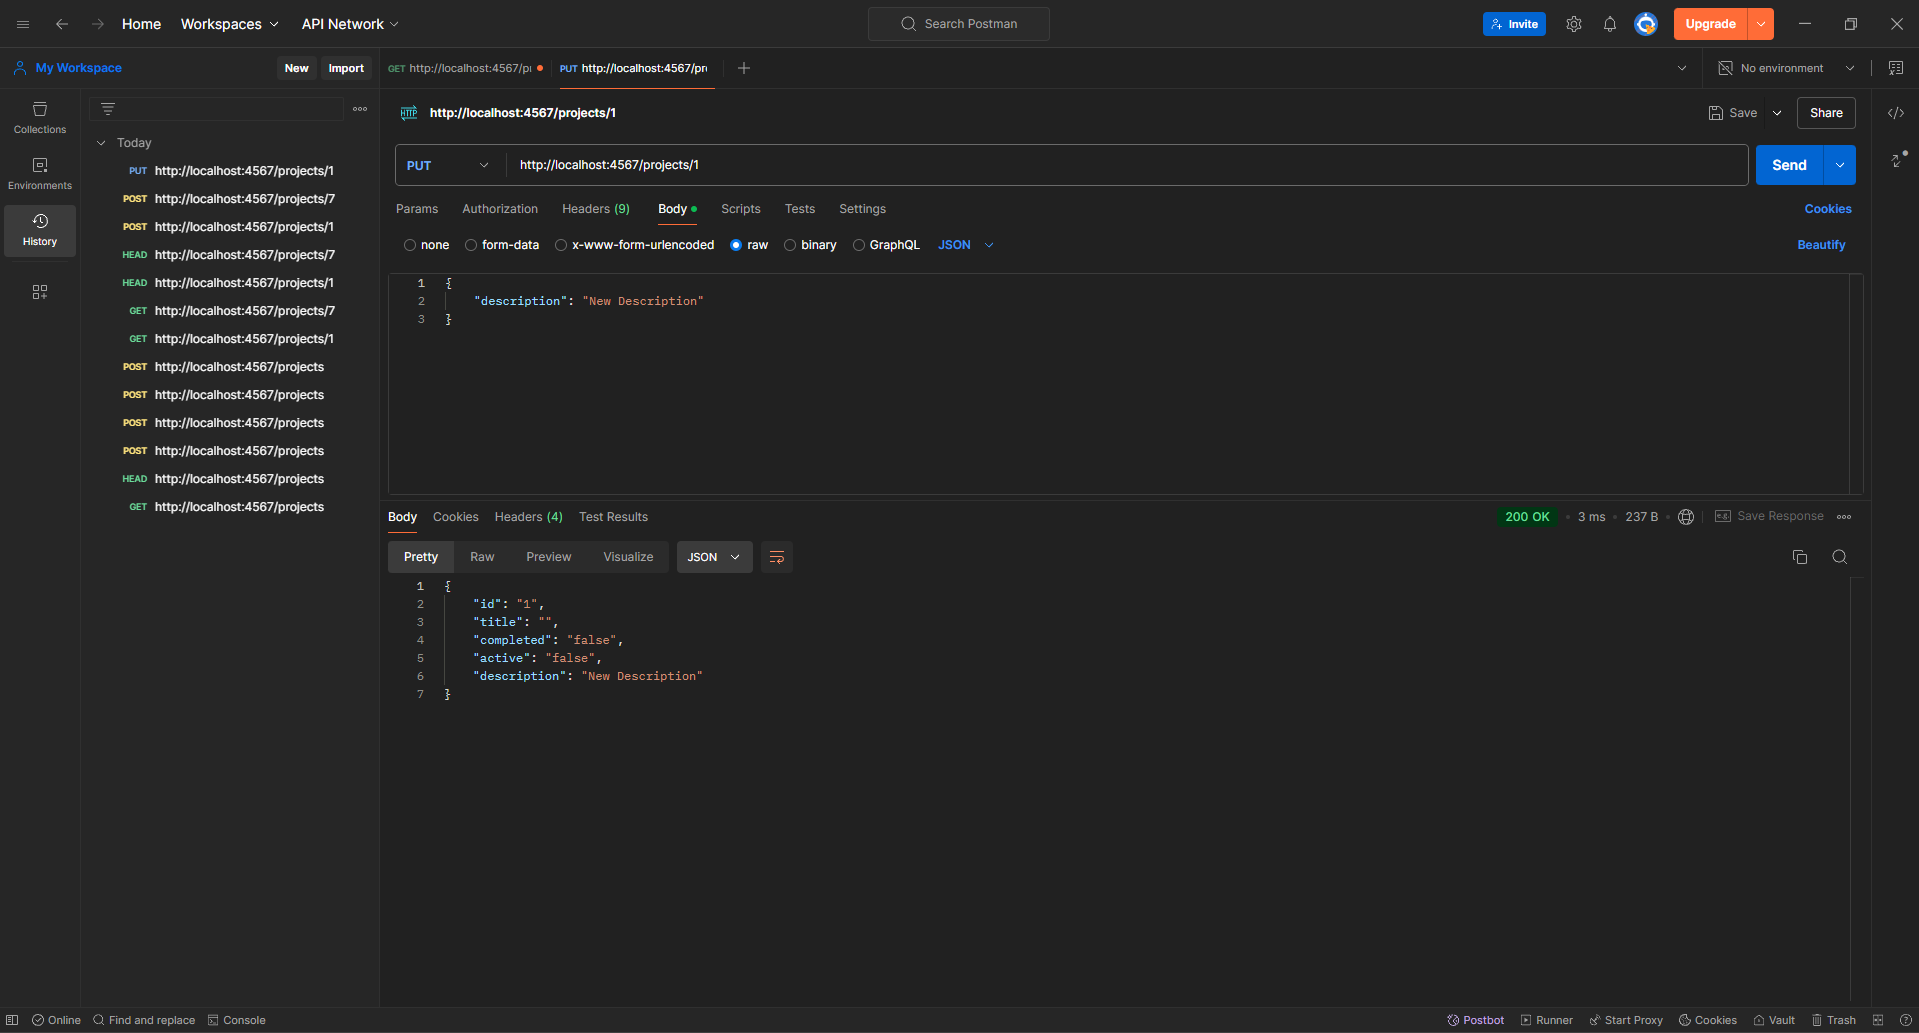 Home Workspaces API Network Search Postman Invite Upgrade
My Workspace New Import GET http://localhost:4567/p PUT http://localhost:4567/pr No environment
Collections
Environments
History
Today
PUT http://localhost:4567/projects/1
POST http://localhost:4567/projects/7
POST http://localhost:4567/projects/1
HEAD http://localhost:4567/projects/7
HEAD http://localhost:4567/projects/1
GET http://localhost:4567/projects/7
GET http://localhost:4567/projects/1
POST http://localhost:4567/projects
POST http://localhost:4567/projects
POST http://localhost:4567/projects
POST http://localhost:4567/projects
HEAD http://localhost:4567/projects
GET http://localhost:4567/projects
HTTP http://localhost:4567/projects/1 Save Share
PUT http://localhost:4567/projects/1 Send
Params Authorization Headers (9) Body Scripts Tests Settings Cookies
none form-data x-www-form-urlencoded raw binary GraphQL JSON Beautify
1 {
2 "description": "New Description"
3 }
Body Cookies Headers (4) Test Results 200 OK • 3 ms • 237 B • e.g. Save Response
Pretty Raw Preview Visualize JSON
1 {
2 "id": "1",
3 "title": "",
4 "completed": "false",
5 "active": "false",
6 "description": "New Description"
7 }
Online Find and replace Console Postbot Runner Start Proxy Cookies Vault Trash